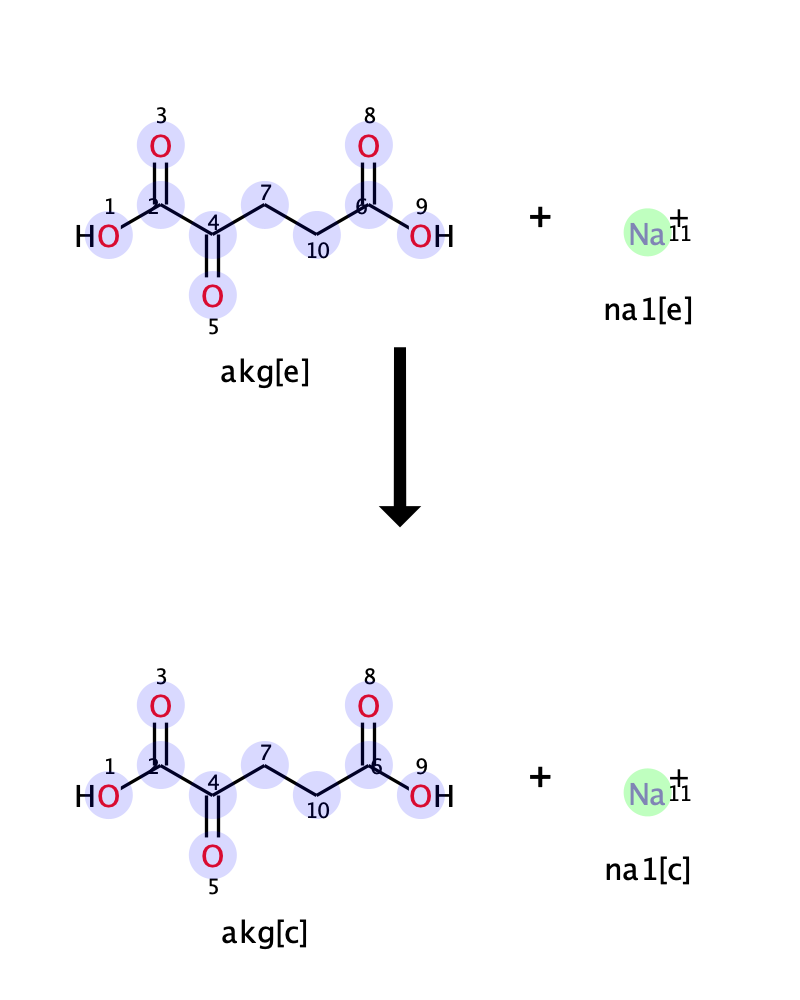 3 8
O O
1 2 4 7 6 9 + Na+
HO 10 OH 11
O na1[e]
5
akg[e]
3 8
O O
1 2 4 7 6 9 + Na+
HO 10 OH 11
O na1[c]
5
akg[c]